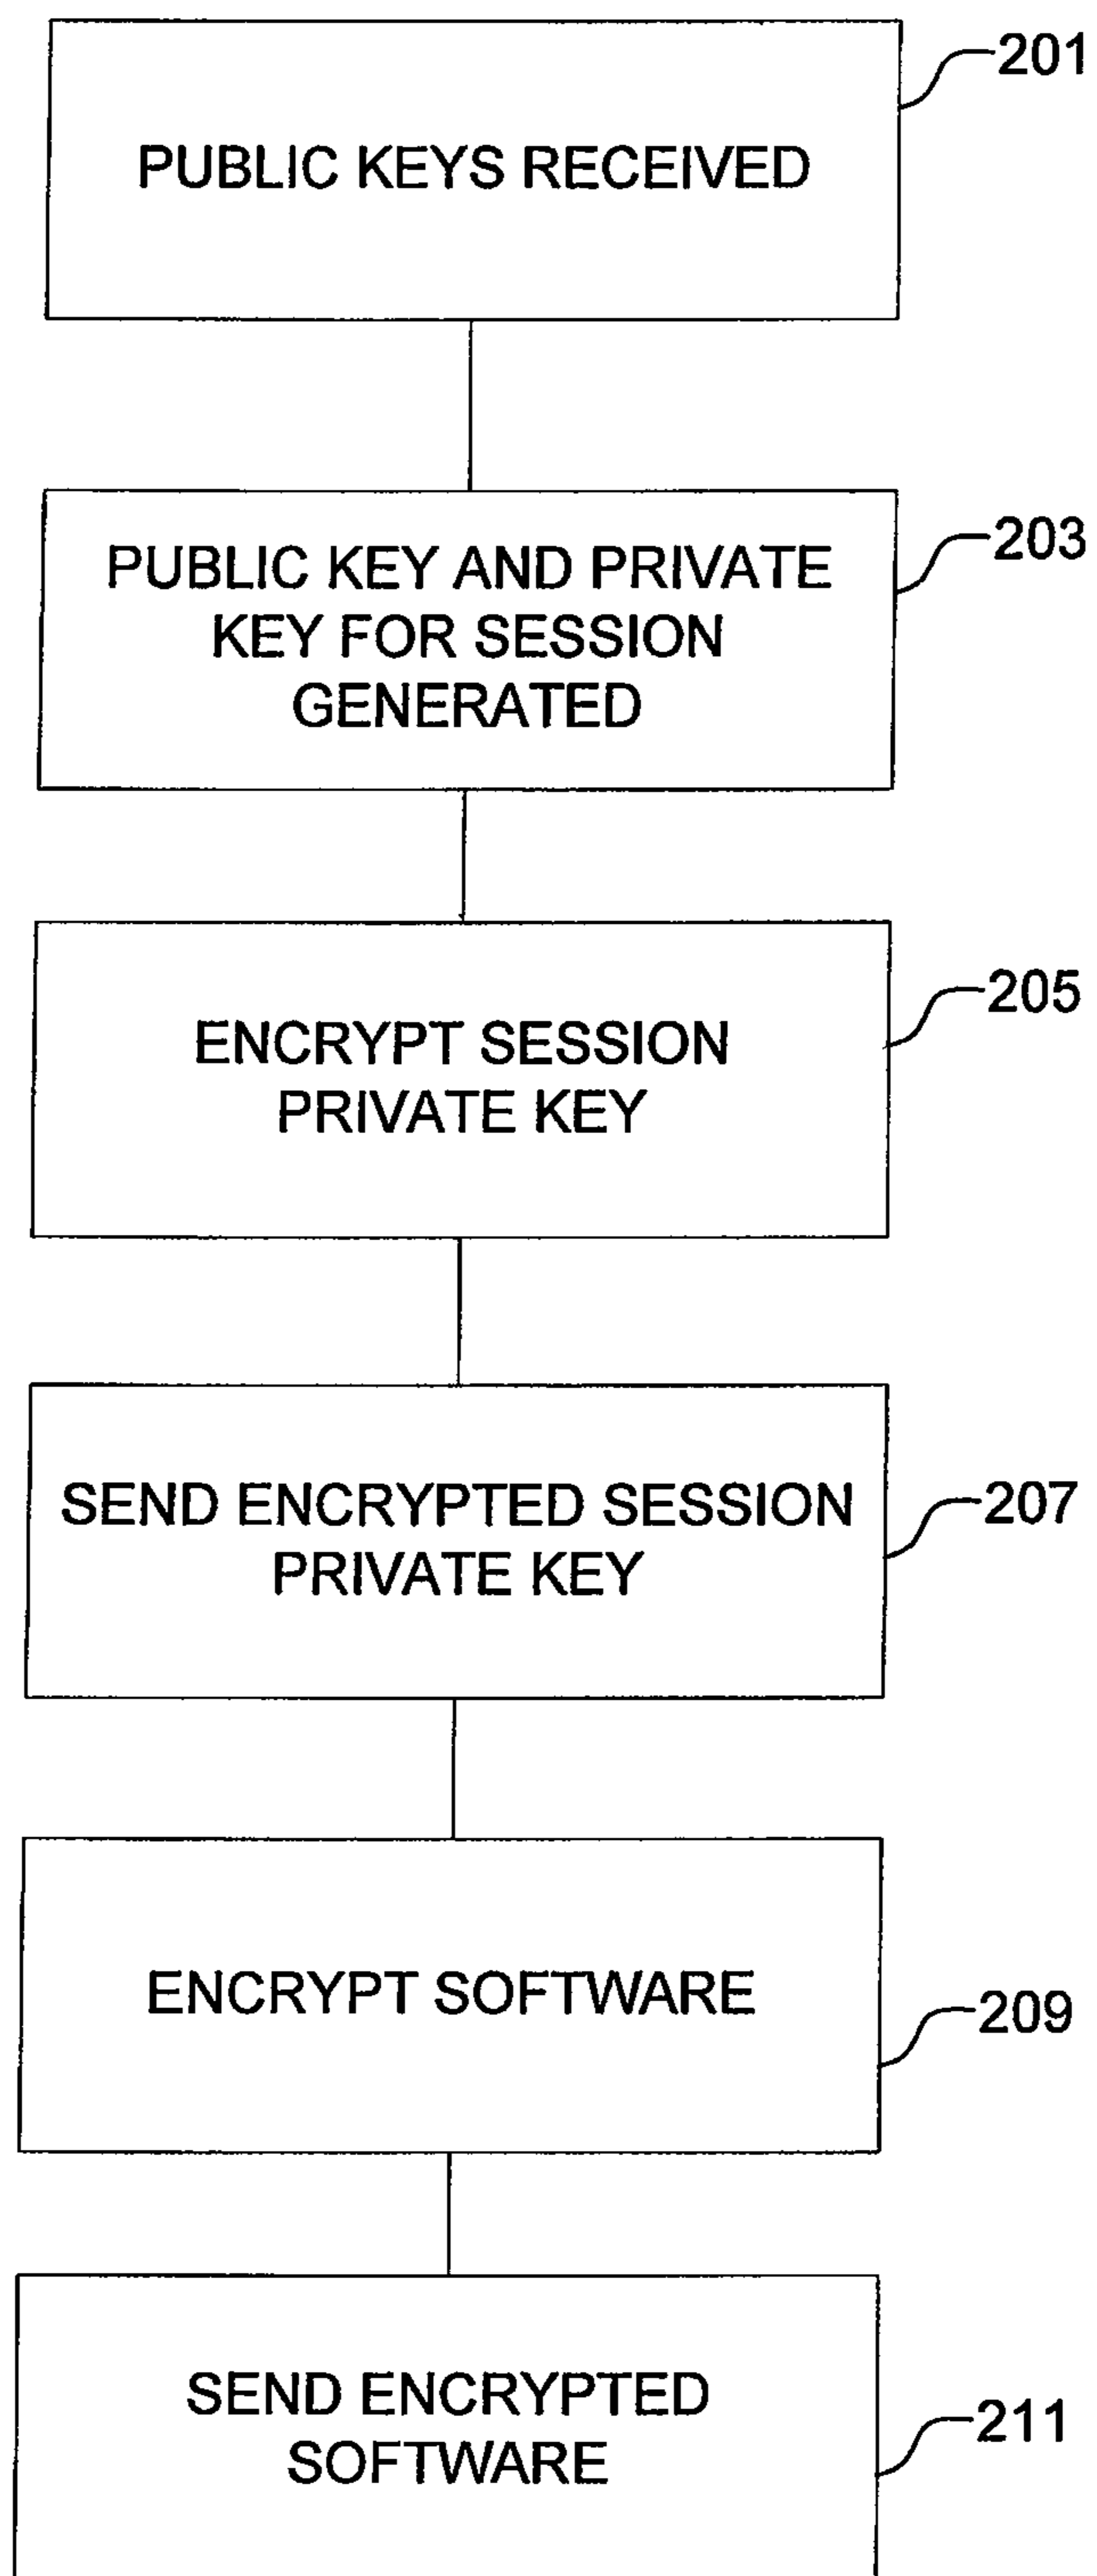 201
PUBLIC KEYS RECEIVED
203
PUBLIC KEY AND PRIVATE
KEY FOR SESSION
GENERATED
205
ENCRYPT SESSION
PRIVATE KEY
207
SEND ENCRYPTED SESSION
PRIVATE KEY
ENCRYPT SOFTWARE
209
SEND ENCRYPTED
SOFTWARE
211